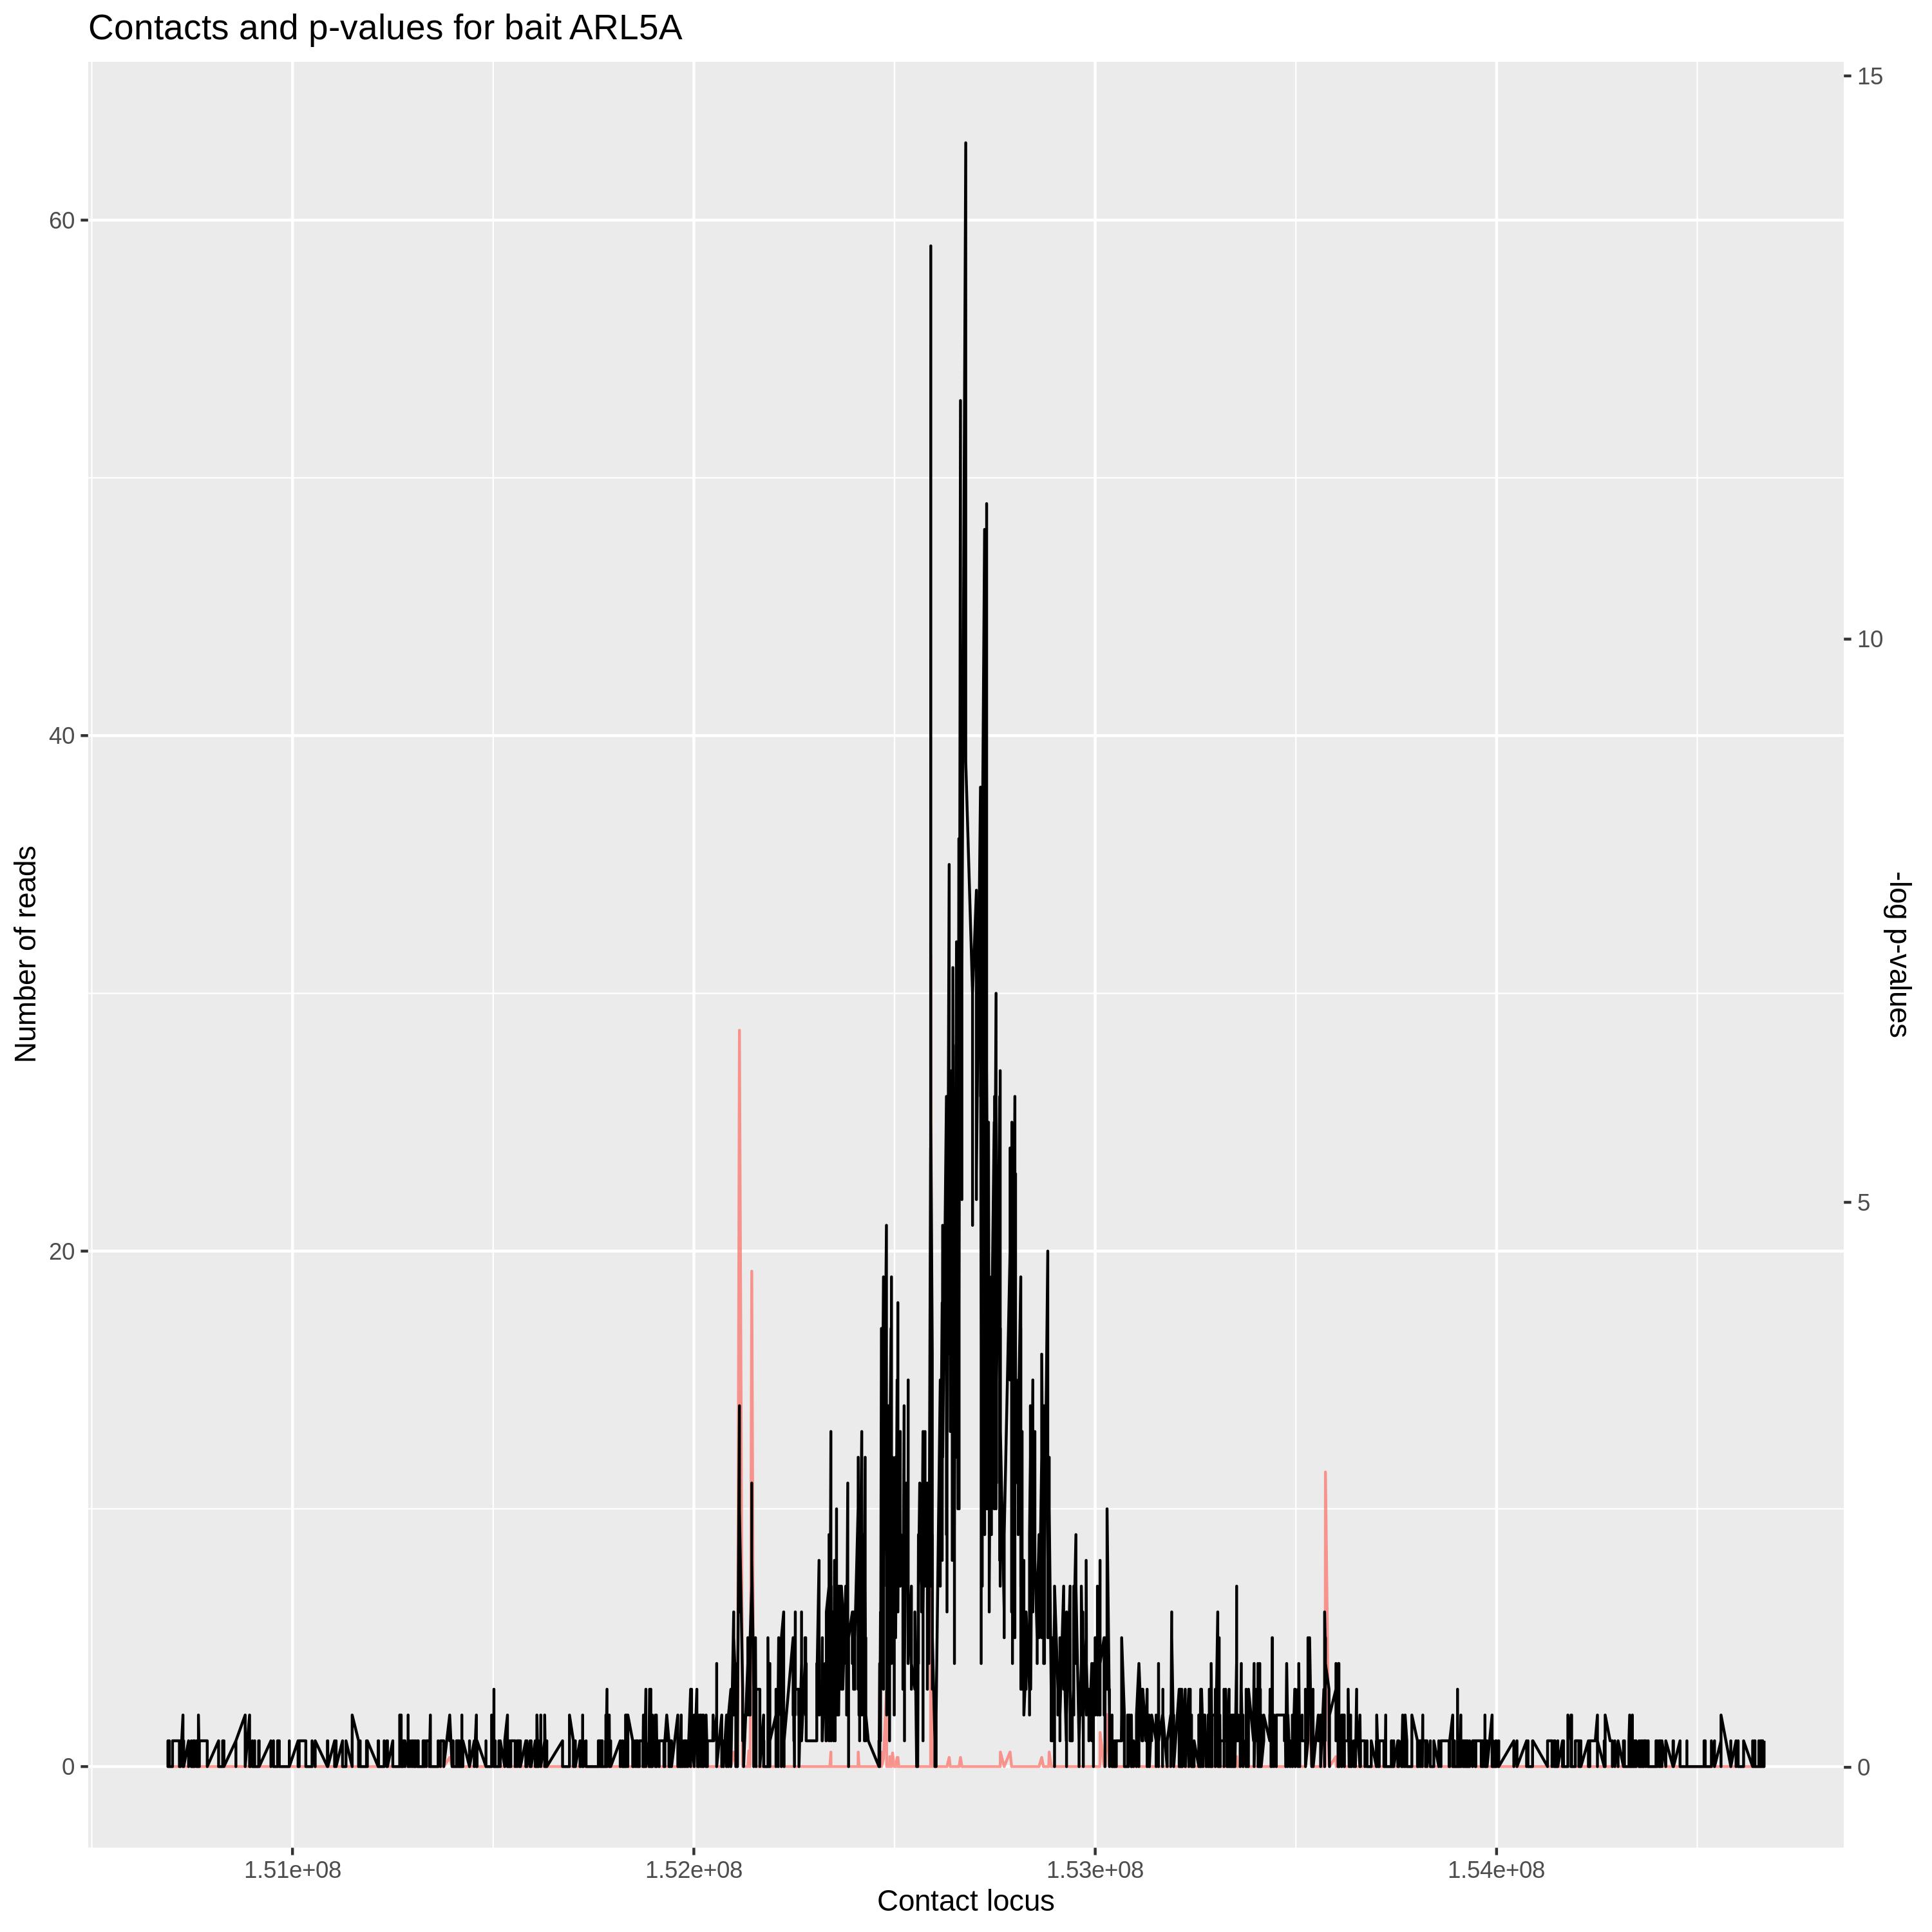 Contacts and p-values for bait ARL5A
15
60
10
40
Number of reads
-log p-values
5
20
0
0
1.51e+08
1.52e+08
1.53e+08
1.54e+08
Contact locus